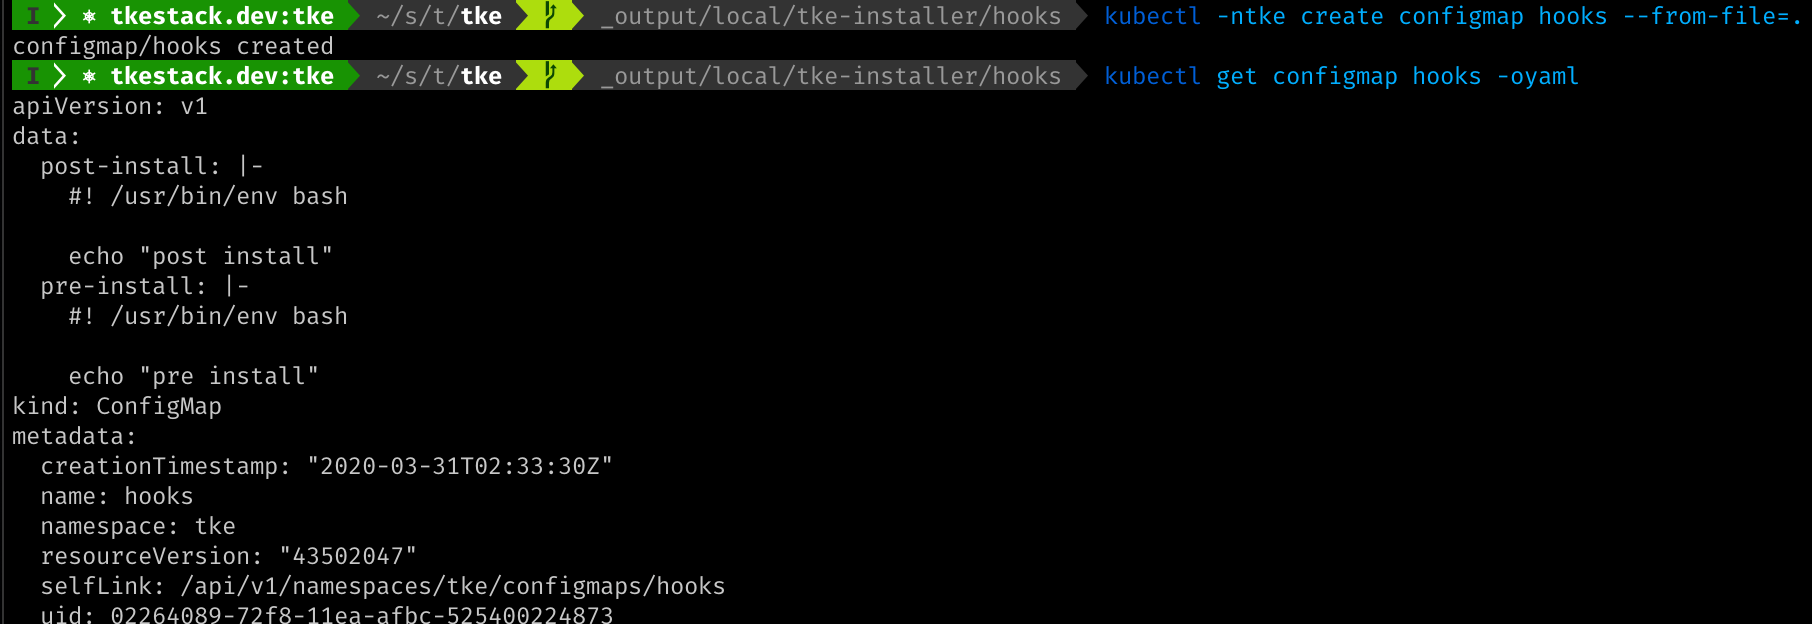 I ⎈ tkestack.dev:tke ~/s/t/tke _output/local/tke-installer/hooks kubectl -ntke create configmap hooks --from-file=.
configmap/hooks created
I ⎈ tkestack.dev:tke ~/s/t/tke _output/local/tke-installer/hooks kubectl get configmap hooks -oyaml
apiVersion: v1
data:
  post-install: |-
    #! /usr/bin/env bash

    echo "post install"
  pre-install: |-
    #! /usr/bin/env bash

    echo "pre install"
kind: ConfigMap
metadata:
  creationTimestamp: "2020-03-31T02:33:30Z"
  name: hooks
  namespace: tke
  resourceVersion: "43502047"
  selfLink: /api/v1/namespaces/tke/configmaps/hooks
  uid: 02264089-72f8-11ea-afbc-525400224873